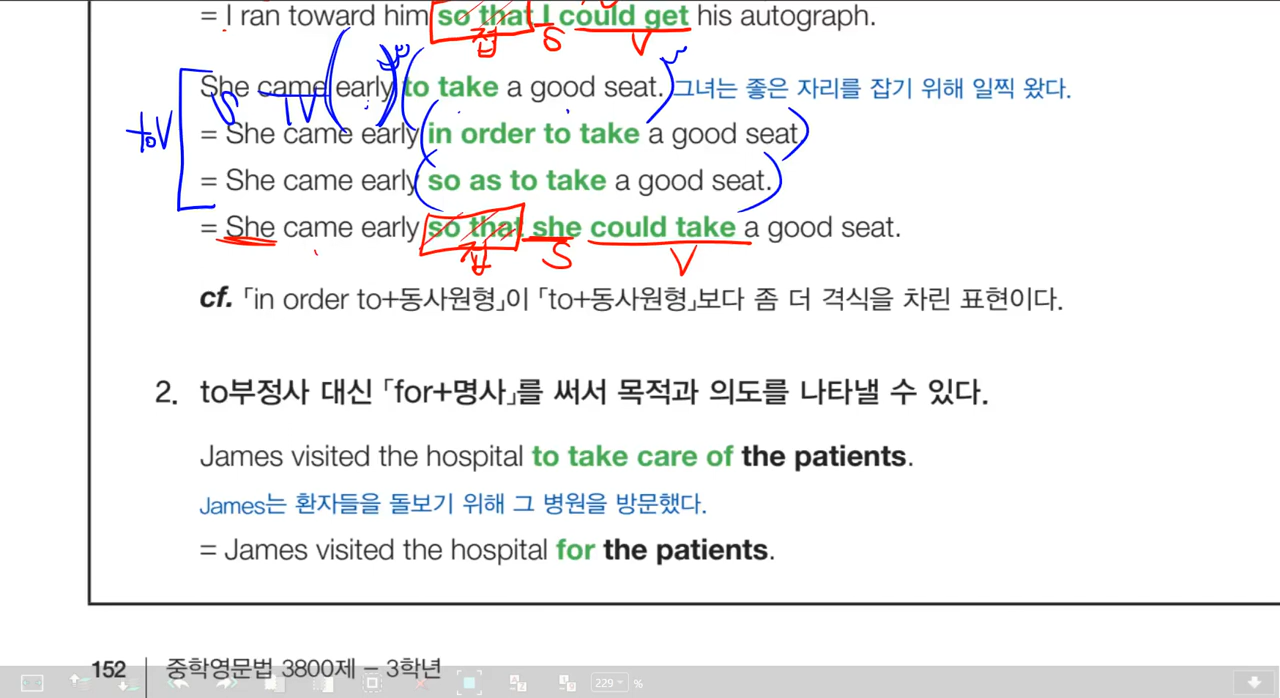 = I ran toward him so that I could get his autograph.
접 S V
She came early to take a good seat. 그녀는 좋은 자리를 잡기 위해 일찍 왔다.
S
toV
= She came early in order to take a good seat
= She came early so as to take a good seat.
= She came early so that she could take a good seat.
접 S V
cf. 「in order to+동사원형」이 「to+동사원형」보다 좀 더 격식을 차린 표현이다.
2. to부정사 대신 「for+명사」를 써서 목적과 의도를 나타낼 수 있다.
James visited the hospital to take care of the patients.
James는 환자들을 돌보기 위해 그 병원을 방문했다.
= James visited the hospital for the patients.
152 중학영문법 3800제 – 3학년
229 %